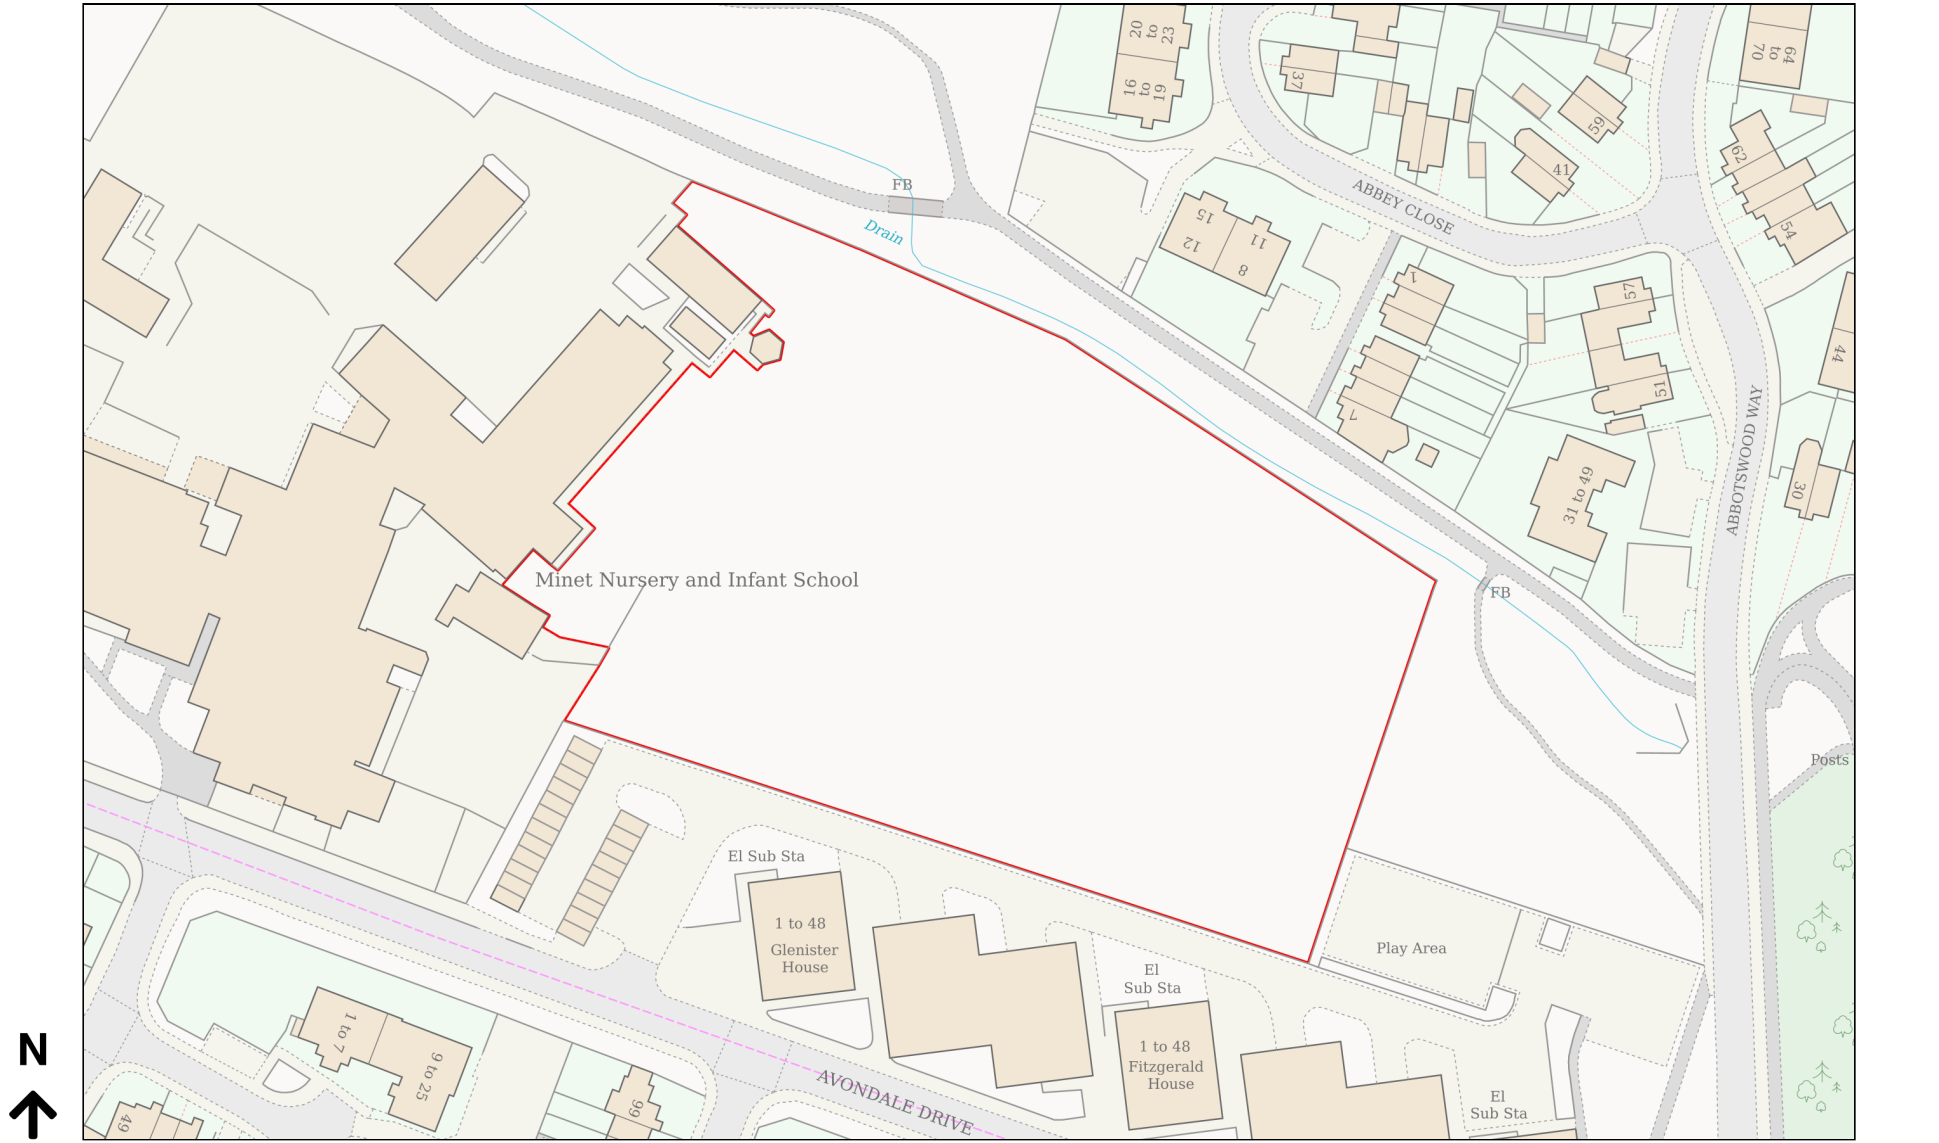 20
to
23
16
to
19
37
59
41
64
to
70
62
54
FB
ABBEY CLOSE
Drain
15
12
11
8
1
7
57
51
44
ABBOTSWOOD WAY
31 to 49
30
Minet Nursery and Infant School
FB
Posts
El Sub Sta
1 to 48
Glenister
House
Play Area
El
Sub Sta
1 to 48
Fitzgerald
House
El
Sub Sta
N
1 to 7
9 to 25
AVONDALE DRIVE
49
99